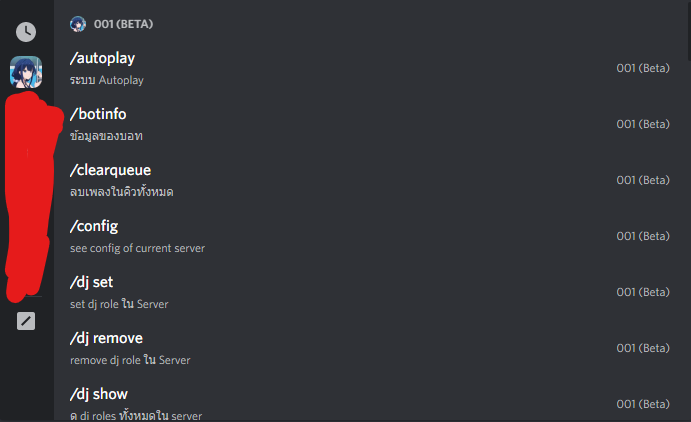 001 (BETA)
/autoplay
ระบบ Autoplay
001 (Beta)
/botinfo
ข้อมูลของบอท
001 (Beta)
/clearqueue
ลบเพลงในคิวทั้งหมด
001 (Beta)
/config
see config of current server
001 (Beta)
/dj set
set dj role ใน Server
001 (Beta)
/dj remove
remove dj role ใน Server
001 (Beta)
/dj show
ดู dj roles ทั้งหมดใน server
001 (Beta)